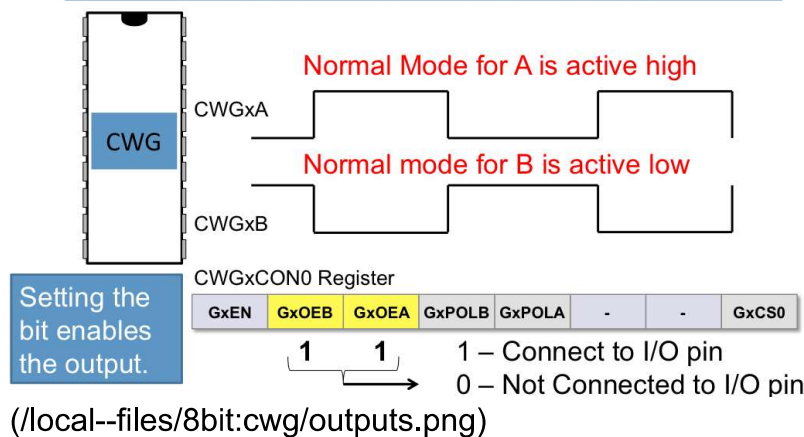 Normal Mode for A is active high
CWGxA
CWG
Normal mode for B is active low
CWGxB
CWGxCON0 Register
Setting the
bit enables
the output.
GxEN GxOEB GxOEA GxPOLB GxPOLA - - GxCS0
1 1 1 – Connect to I/O pin
0 – Not Connected to I/O pin
(/local--files/8bit:cwg/outputs.png)